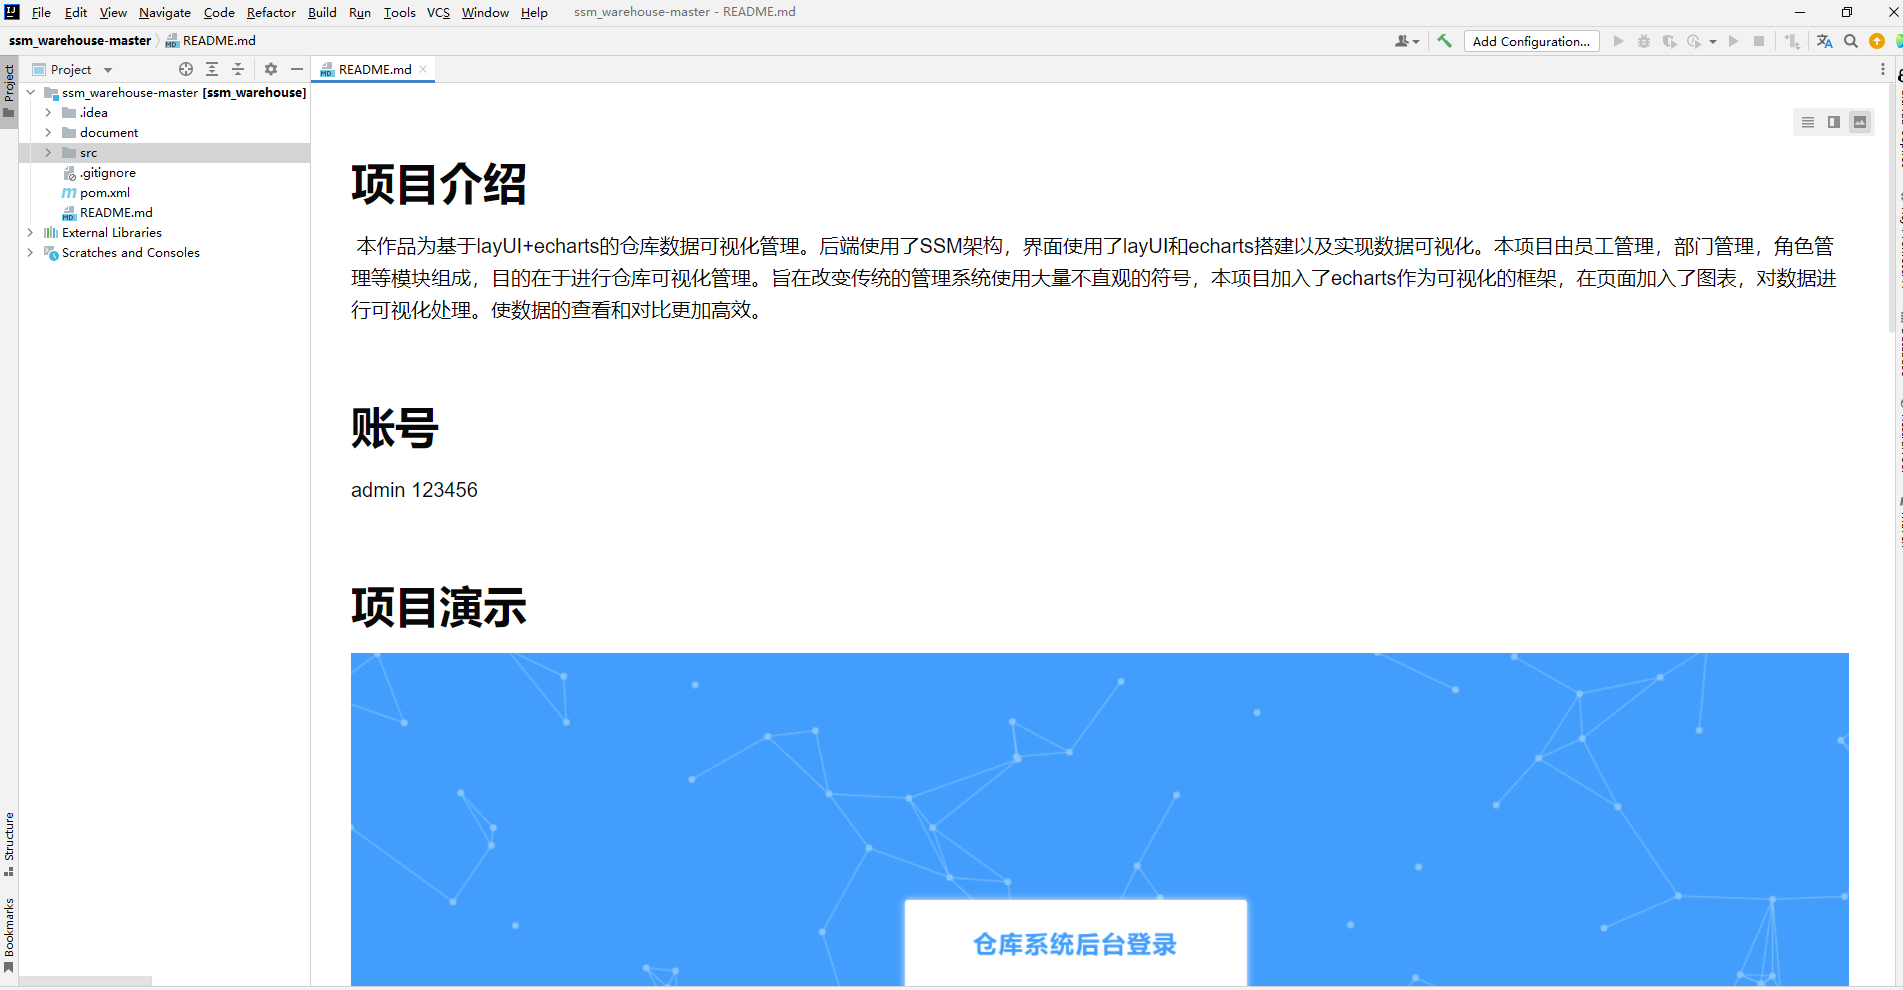 File Edit View Navigate Code Refactor Build Run Tools VCS Window Help ssm_warehouse-master - README.md
ssm_warehouse-master README.md Add Configuration...
Project
Project
README.md
ssm_warehouse-master [ssm_warehouse]
.idea
document
src
.gitignore
pom.xml
README.md
External Libraries
Scratches and Consoles
项目介绍
本作品为基于layUI+echarts的仓库数据可视化管理。后端使用了SSM架构，界面使用了layUI和echarts搭建以及实现数据可视化。本项目由员工管理，部门管理，角色管
理等模块组成，目的在于进行仓库可视化管理。旨在改变传统的管理系统使用大量不直观的符号，本项目加入了echarts作为可视化的框架，在页面加入了图表，对数据进
行可视化处理。使数据的查看和对比更加高效。
账号
admin 123456
项目演示
仓库系统后台登录
Structure
Bookmarks